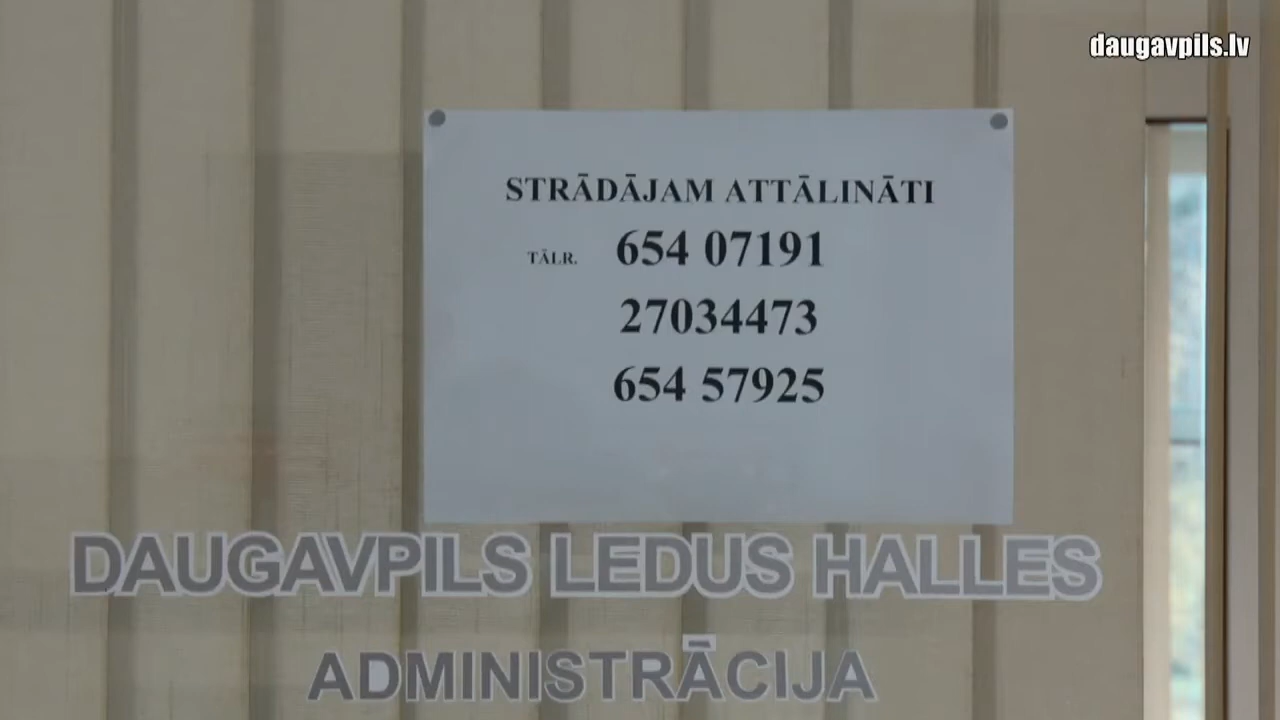 daugavpils.lv
STRĀDĀJAM ATTĀLINĀTI
TĀLR. 654 07191
27034473
654 57925
DAUGAVPILS LEDUS HALLES
ADMINISTRĀCIJA